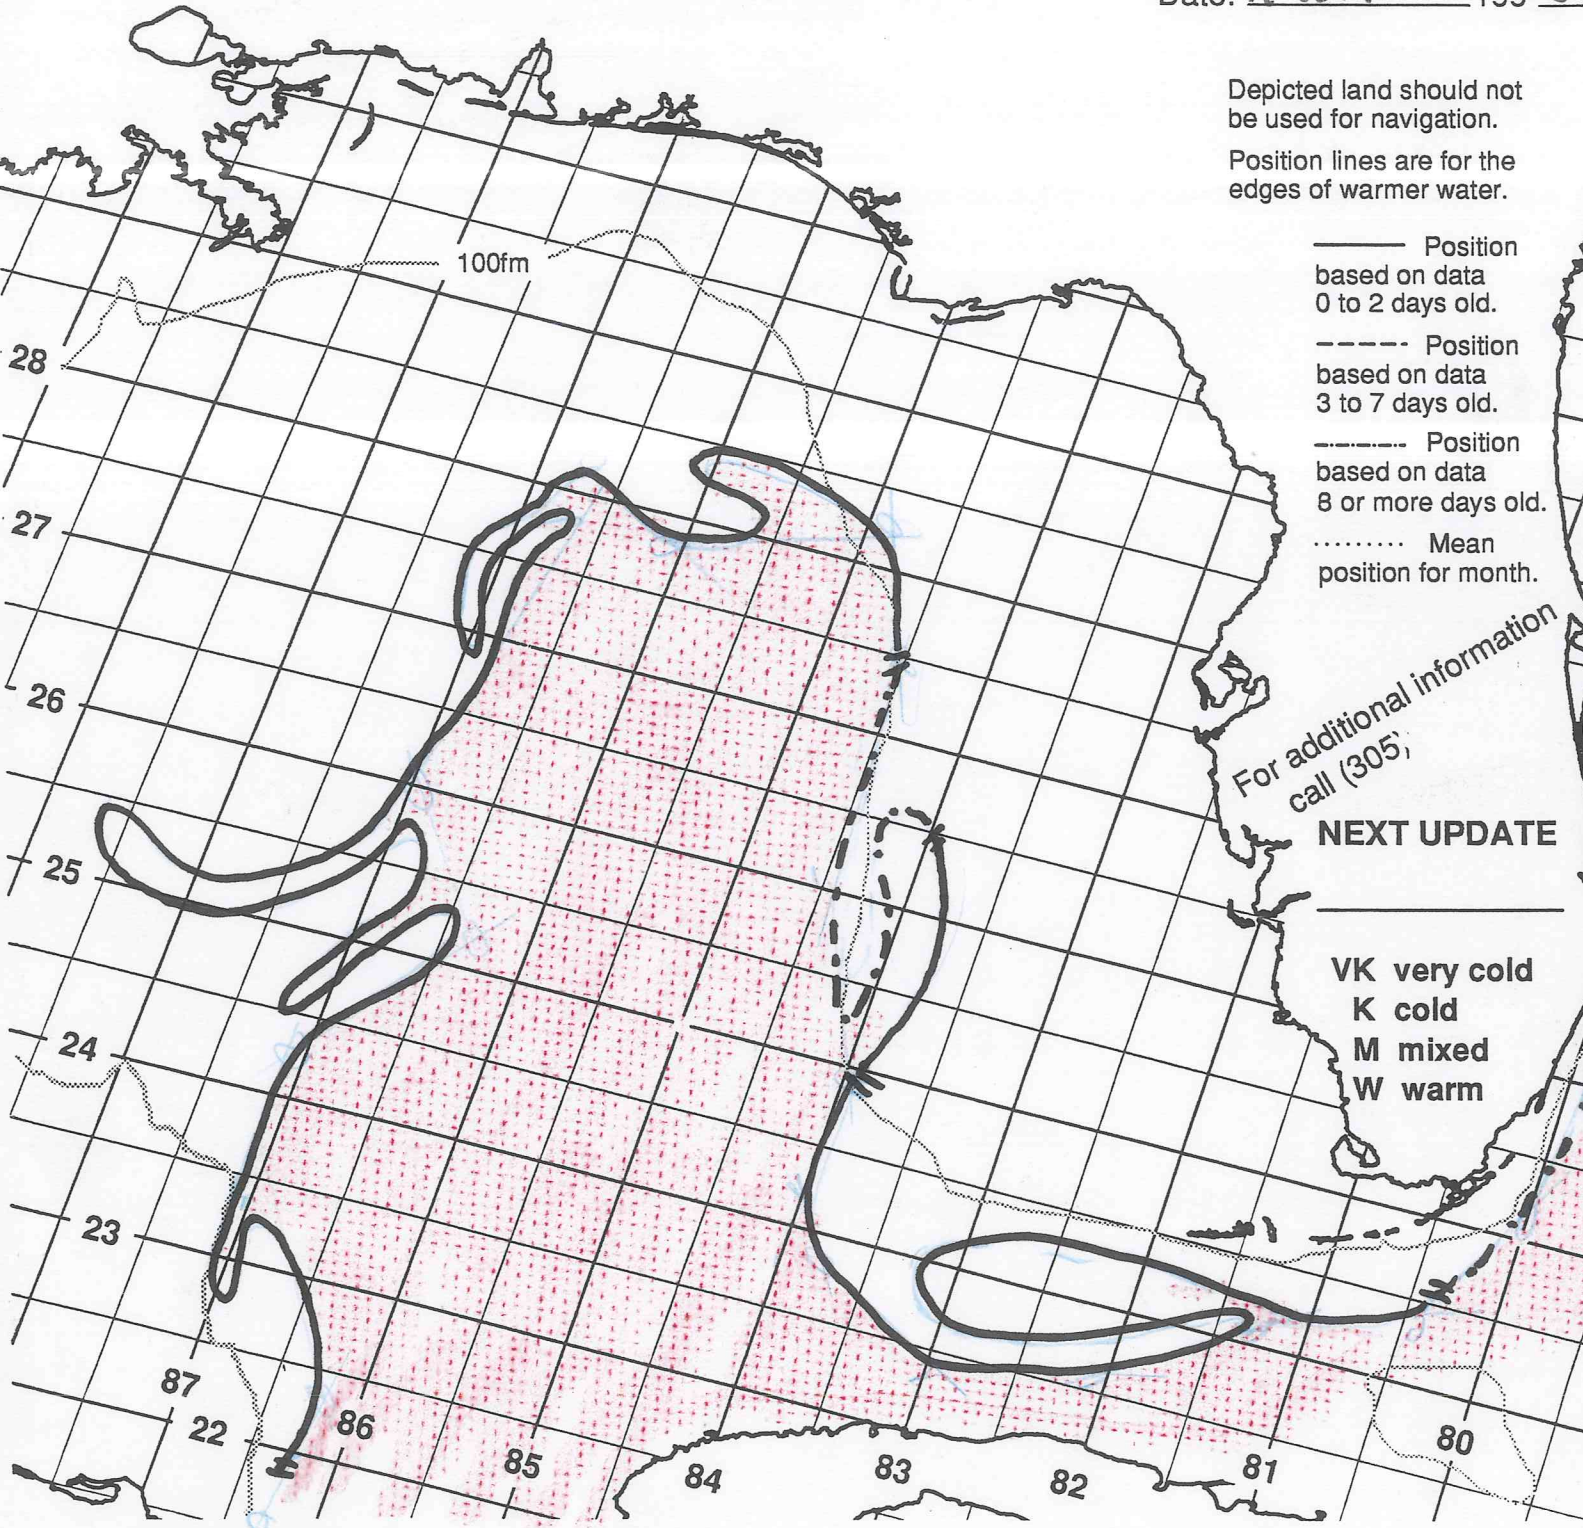 Date:
199
Depicted land should not
be used for navigation.
Position lines are for the
edges of warmer water.
Position
based on data
0 to 2 days old.
Position
based on data
3 to 7 days old.
Position
based on data
8 or more days old.
Mean
position for month.
For additional information
call (305)
NEXT UPDATE
VK very cold
K cold
M mixed
W warm
100fm
28
27
26
25
24
23
87
22
86
85
84
83
82
81
80